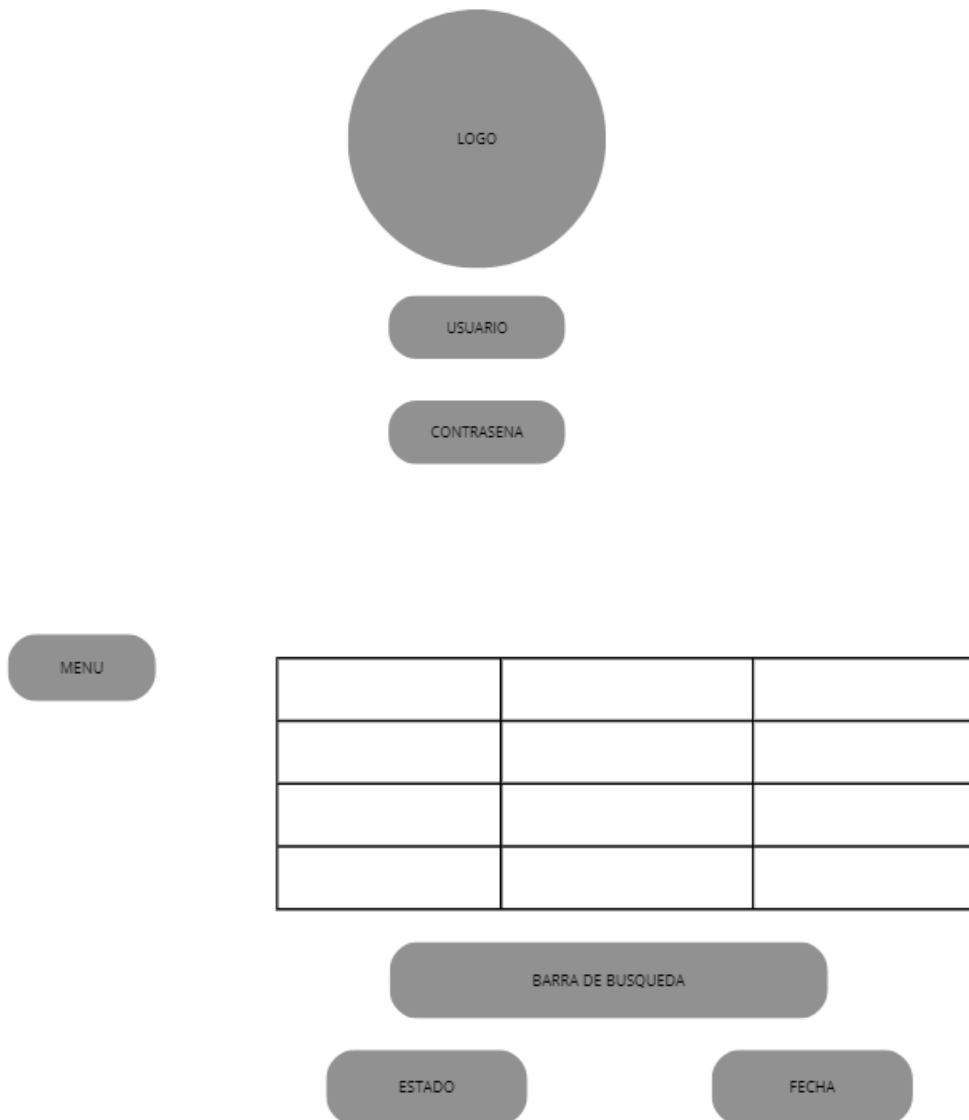 LOGO
USUARIO
CONTRASENA
MENU
BARRA DE BUSQUEDA
ESTADO
FECHA